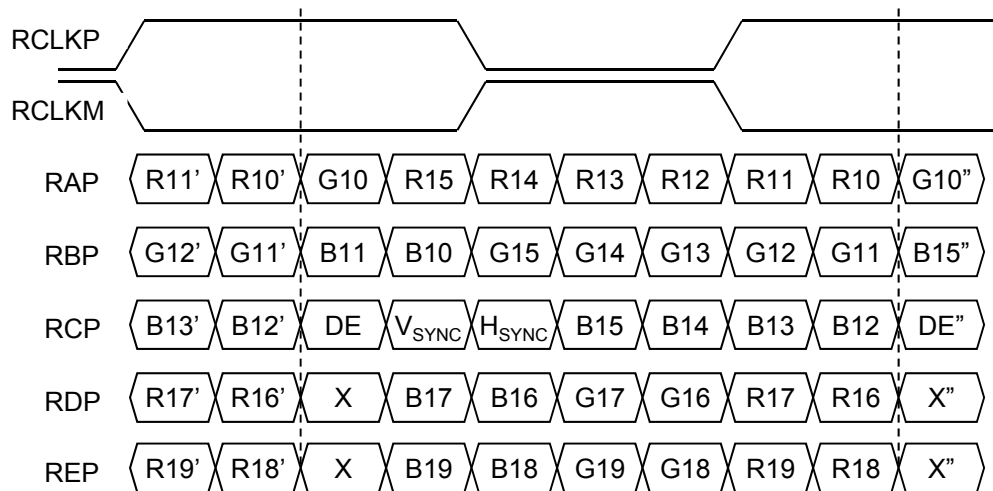 RCLKP
RCLKM
RAP R11’ R10’ G10 R15 R14 R13 R12 R11 R10 G10”
RBP G12’ G11’ B11 B10 G15 G14 G13 G12 G11 B15”
RCP B13’ B12’ DE VSYNC HSYNC B15 B14 B13 B12 DE”
RDP R17’ R16’ X B17 B16 G17 G16 R17 R16 X”
REP R19’ R18’ X B19 B18 G19 G18 R19 R18 X”